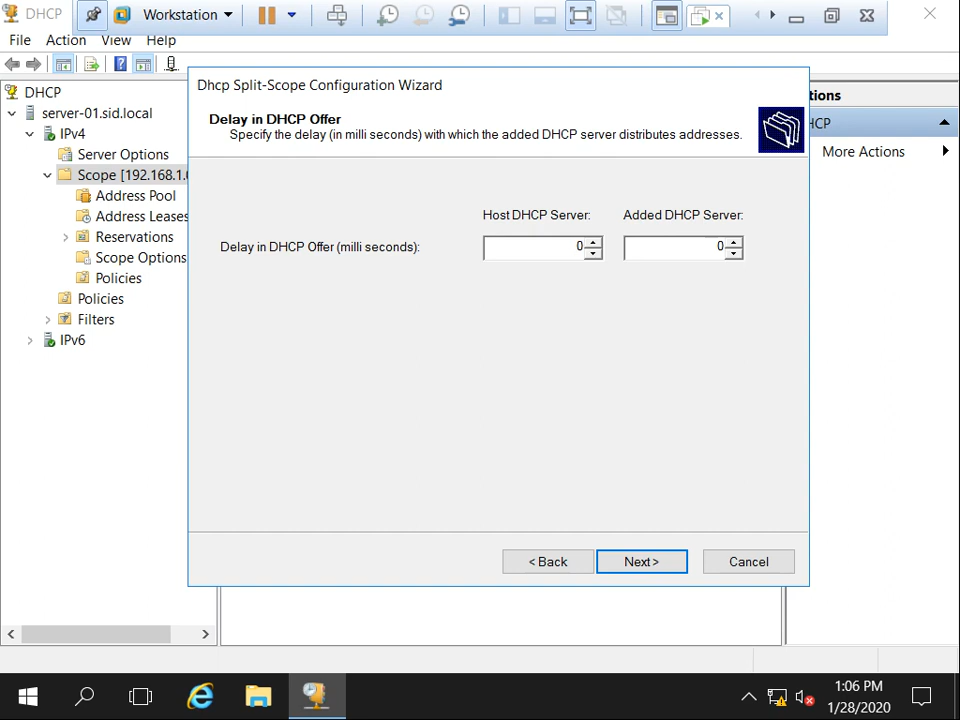 DHCP
Workstation
File Action View Help
DHCP
server-01.sid.local
IPv4
Server Options
Scope [192.168.1.0
Address Pool
Address Leases
Reservations
Scope Options
Policies
Policies
Filters
IPv6
Dhcp Split-Scope Configuration Wizard
Delay in DHCP Offer
Specify the delay (in milli seconds) with which the added DHCP server distributes addresses.
Host DHCP Server: Added DHCP Server:
Delay in DHCP Offer (milli seconds): 0 0
< Back Next > Cancel
tions
HCP
More Actions
1:06 PM
1/28/2020